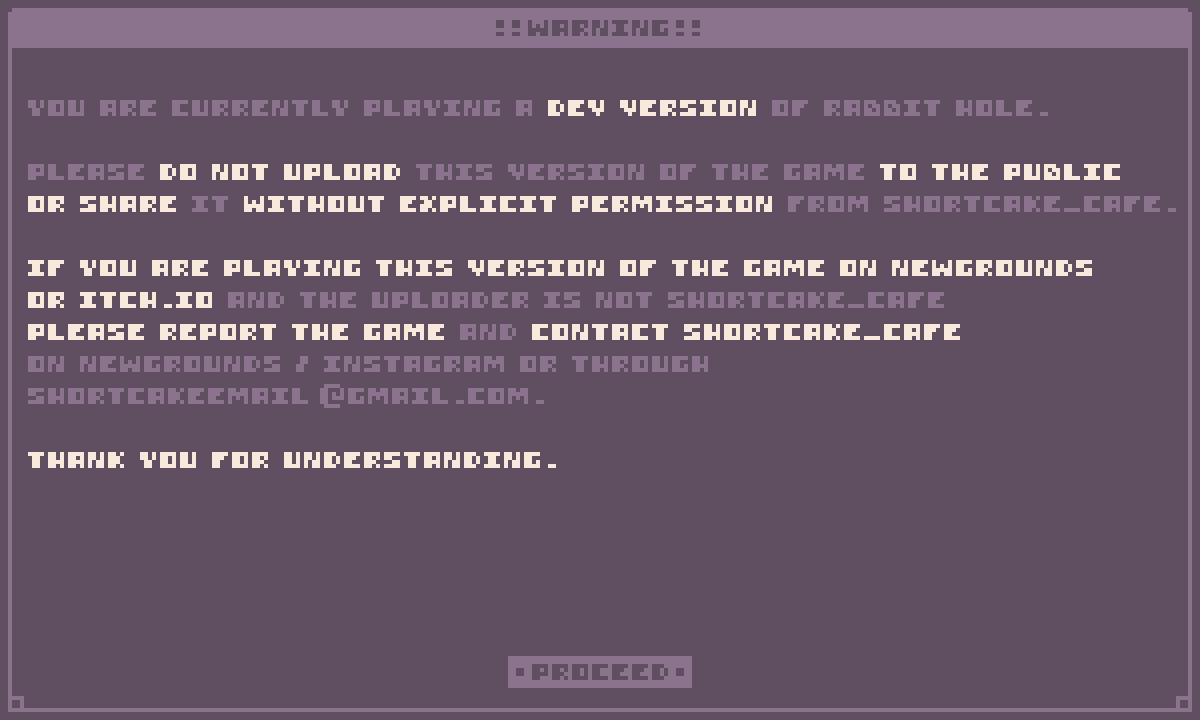 !!WARNING!!
YOU ARE CURRENTLY PLAYING A DEV VERSION OF RABBIT HOLE.
PLEASE DO NOT UPLOAD THIS VERSION OF THE GAME TO THE PUBLIC
OR SHARE IT WITHOUT EXPLICIT PERMISSION FROM SHORTCAKE_CAFE.
IF YOU ARE PLAYING THIS VERSION OF THE GAME ON NEWGROUNDS
OR ITCH.IO AND THE UPLOADER IS NOT SHORTCAKE_CAFE
PLEASE REPORT THE GAME AND CONTACT SHORTCAKE_CAFE
ON NEWGROUNDS / INSTAGRAM OR THROUGH
SHORTCAKEEMAIL @GMAIL.COM.
THANK YOU FOR UNDERSTANDING.
•PROCEED•